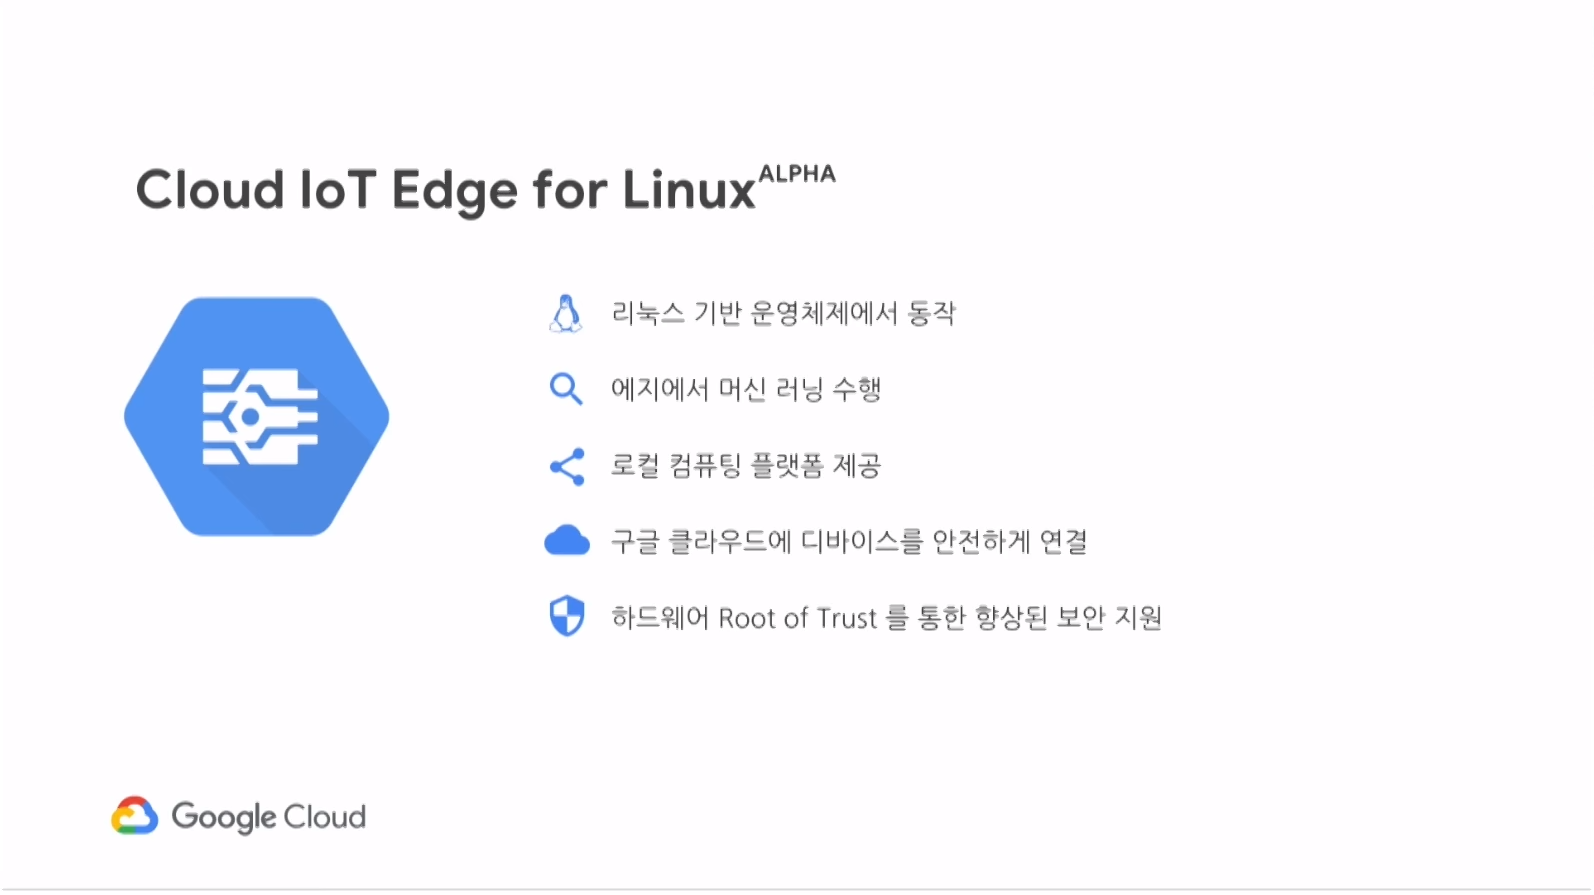 Cloud IoT Edge for Linux ALPHA
리눅스 기반 운영체제에서 동작
에지에서 머신 러닝 수행
로컬 컴퓨팅 플랫폼 제공
구글 클라우드에 디바이스를 안전하게 연결
하드웨어 Root of Trust 를 통한 향상된 보안 지원
Google Cloud